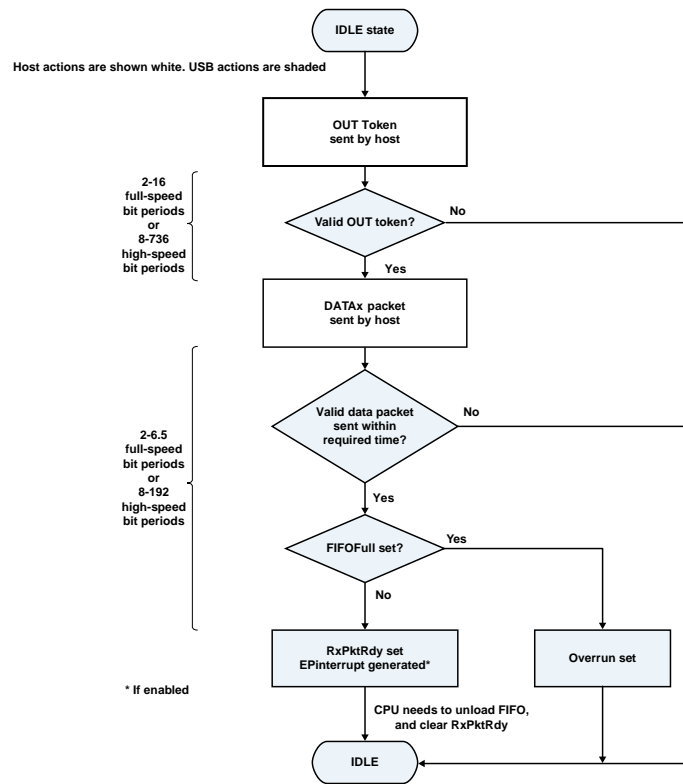 IDLE state
Host actions are shown white. USB actions are shaded
OUT Token
sent by host
2-16
full-speed
bit periods
or
8-736
high-speed
bit periods
Valid OUT token?
No
Yes
DATAx packet
sent by host
Valid data packet
sent within
required time?
No
2-6.5
full-speed
bit periods
or
8-192
high-speed
bit periods
Yes
FIFOFull set?
Yes
No
RxPktRdy set
EPinterrupt generated*
Overrun set
* If enabled
CPU needs to unload FIFO,
and clear RxPktRdy
IDLE